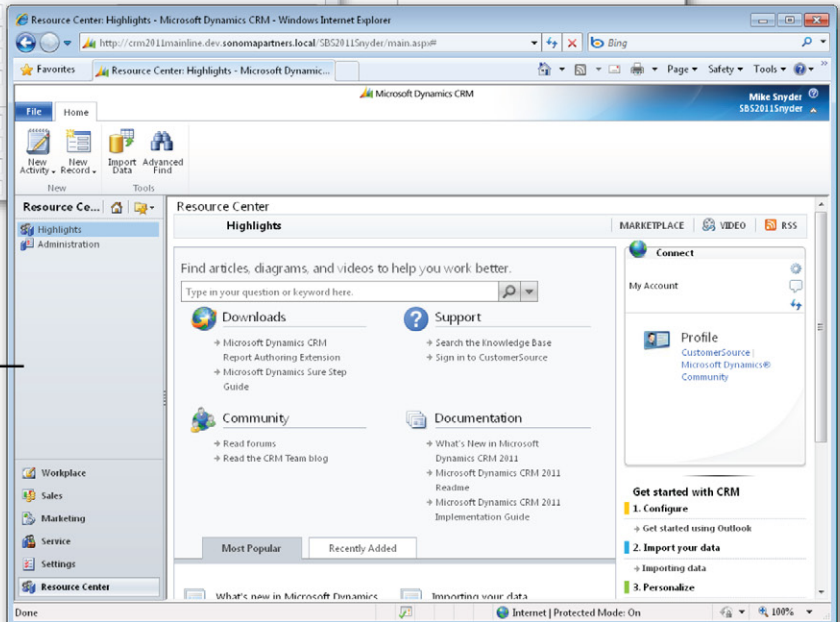 Resource Center: Highlights - Microsoft Dynamics CRM - Windows Internet Explorer
http://crm2011mainline.dev.sonomapartners.local/SBS2011Snyder/main.aspx#
Bing
Favorites
Resource Center: Highlights - Microsoft Dynamic...
Page
Safety
Tools
Microsoft Dynamics CRM
Mike Snyder
SBS2011Snyder
File
Home
New Activity
New Record
Import Data
Advanced Find
New
Tools
Resource Ce...
Highlights
Administration
Workplace
Sales
Marketing
Service
Settings
Resource Center
Resource Center
Highlights
MARKETPLACE
VIDEO
RSS
Find articles, diagrams, and videos to help you work better.
Type in your question or keyword here.
Downloads
Microsoft Dynamics CRM
Report Authoring Extension
Microsoft Dynamics Sure Step
Guide
Support
Search the Knowledge Base
Sign in to CustomerSource
Community
Read forums
Read the CRM Team blog
Documentation
What's New in Microsoft
Dynamics CRM 2011
Microsoft Dynamics CRM 2011
Readme
Microsoft Dynamics CRM 2011
Implementation Guide
Most Popular
Recently Added
What's new in Microsoft Dynamics
Importing your data
Connect
My Account
Profile
CustomerSource |
Microsoft Dynamics®
Community
Get started with CRM
1. Configure
Get started using Outlook
2. Import your data
Importing data
3. Personalize
Done
Internet | Protected Mode: On
100%